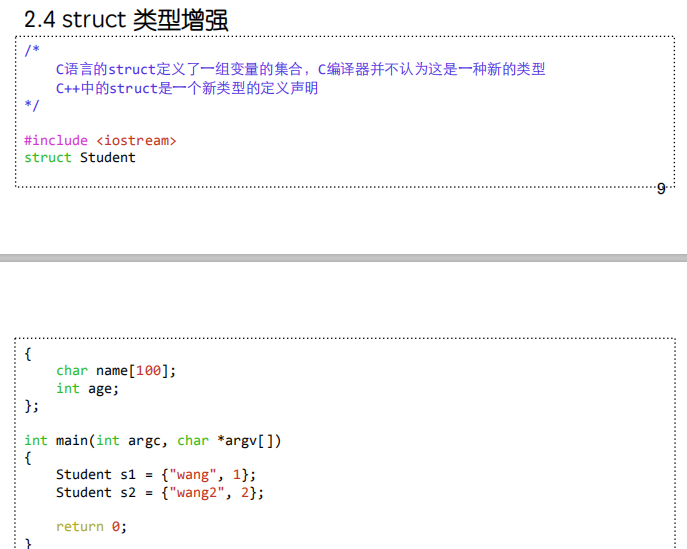 2.4 struct 类型增强
/*
    C语言的struct定义了一组变量的集合，C编译器并不认为这是一种新的类型
    C++中的struct是一个新类型的定义声明
*/
#include <iostream>
struct Student
9
{
    char name[100];
    int age;
};
int main(int argc, char *argv[])
{
    Student s1 = {"wang", 1};
    Student s2 = {"wang2", 2};
    return 0;
}